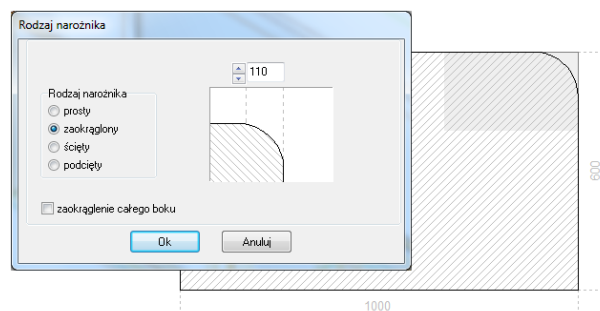 Rodzaj narożnika
110
Rodzaj narożnika
prosty
zaokrąglony
ścięty
podcięty
zaokrąglenie całego boku
Ok
Anuluj
600
1000